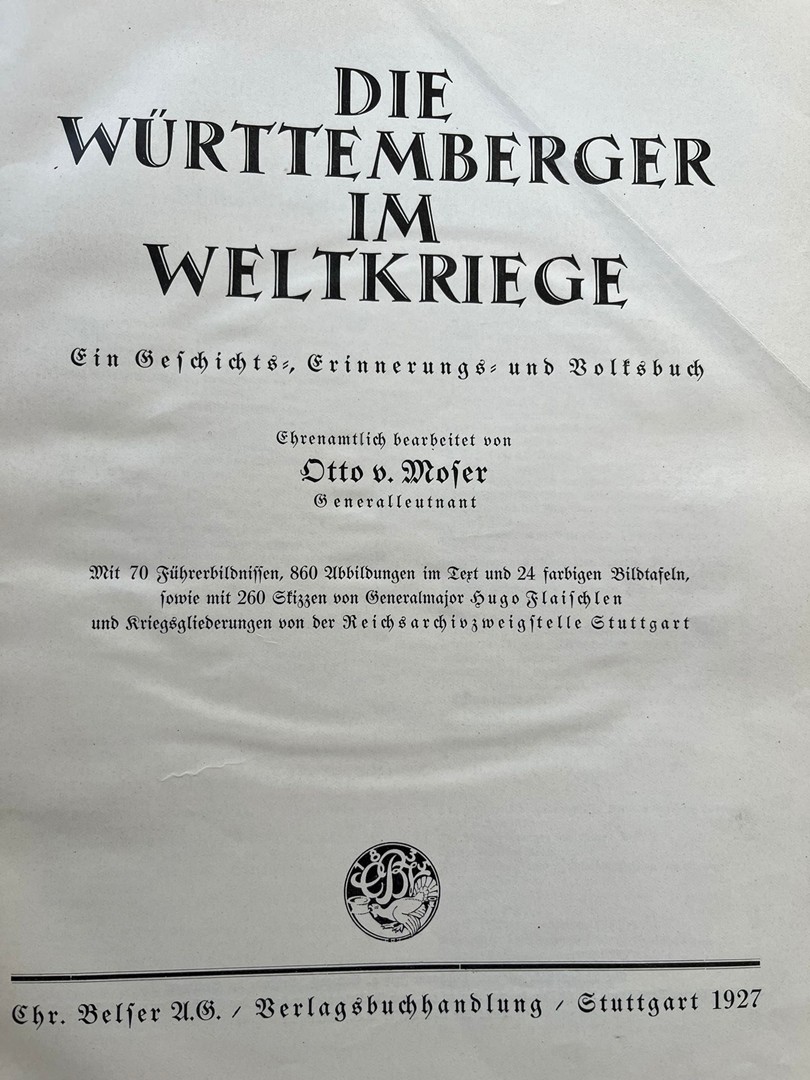 DIE
WÜRTTEMBERGER
IM
WELTKRIEGE
Ein Geſchichts-, Erinnerungs- und Volksbuch
Ehrenamtlich bearbeitet von
Otto v. Moſer
Generalleutnant
Mit 70 Führerbildniſſen, 860 Abbildungen im Text und 24 farbigen Bildtafeln,
ſowie mit 260 Skizzen von Generalmajor Hugo Flaiſchlen
und Kriegsgliederungen von der Reichsarchivzweigſtelle Stuttgart
1833
CB
Chr. Belſer A.G. / Verlagsbuchhandlung / Stuttgart 1927